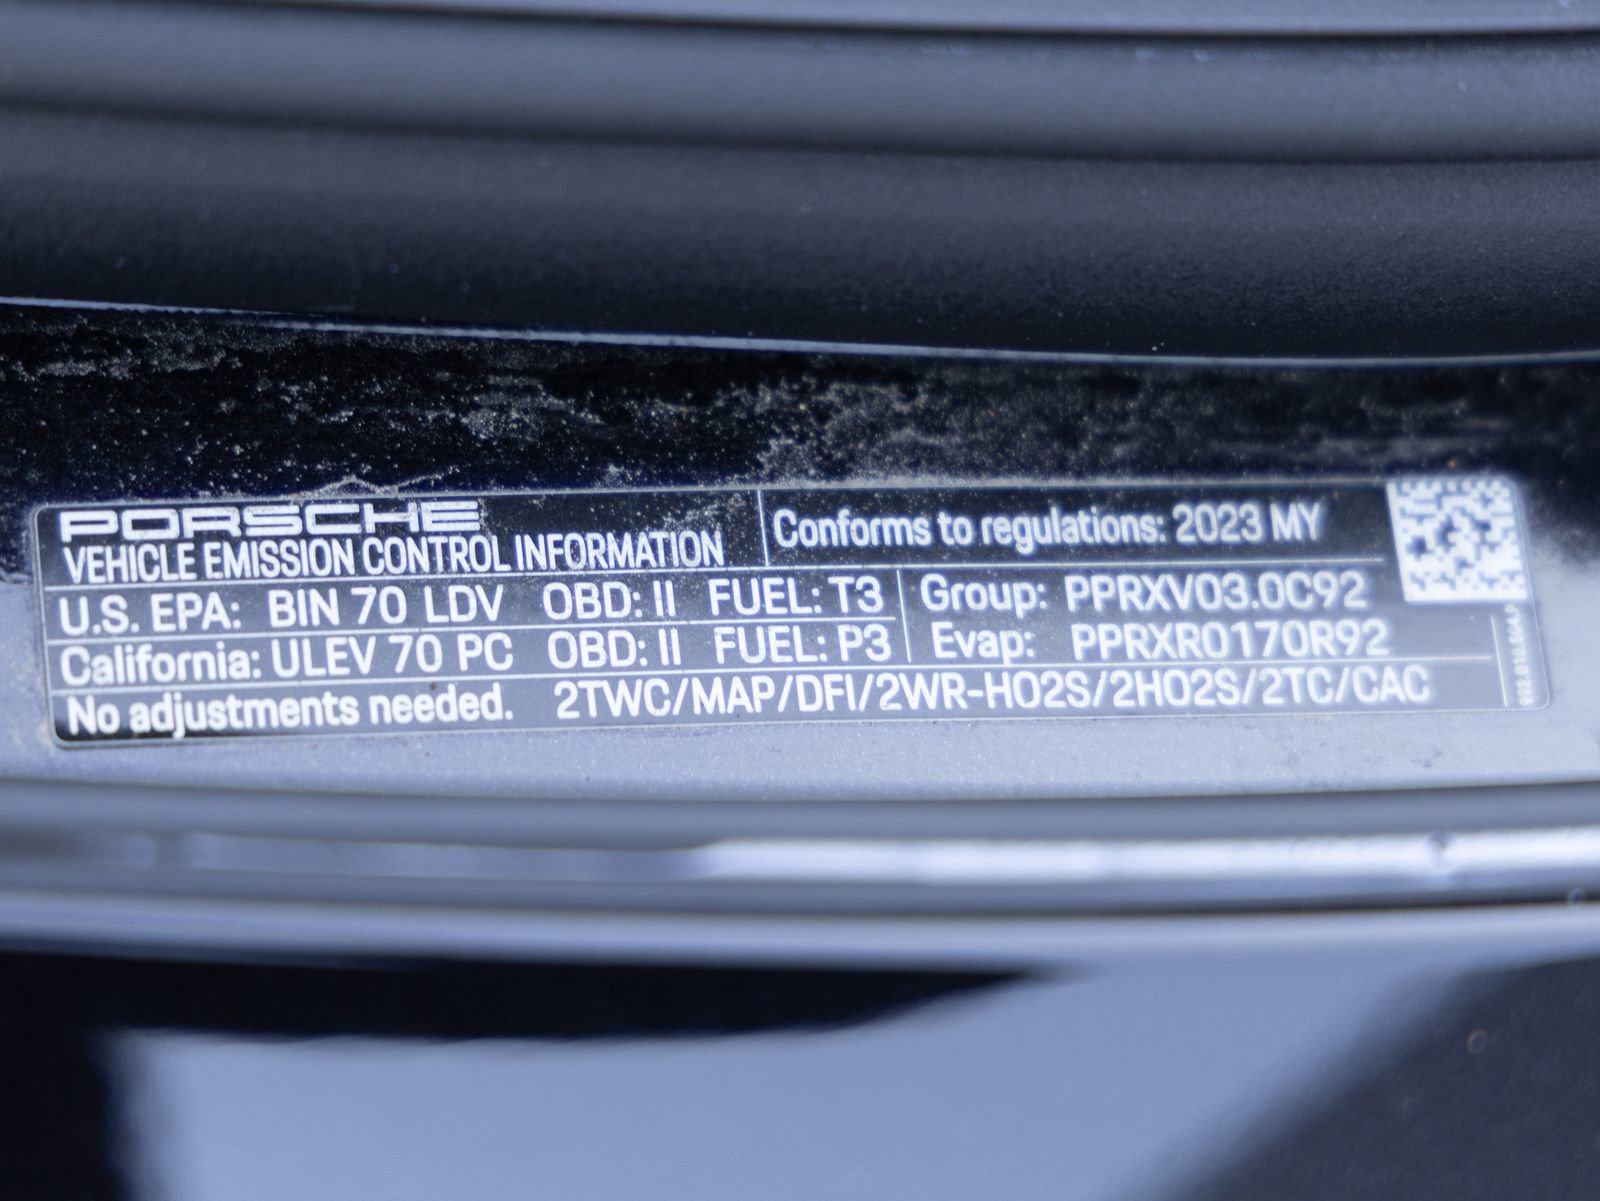 PORSCHE
VEHICLE EMISSION CONTROL INFORMATION
Conforms to regulations: 2023 MY
U.S. EPA: BIN 70 LDV OBD: II FUEL: T3
California: ULEV 70 PC OBD: II FUEL: P3
Group: PPRXV03.0C92
Evap: PPRXR0170R92
No adjustments needed. 2TWC/MAP/DFI/2WR-HO2S/2HO2S/2TC/CAC